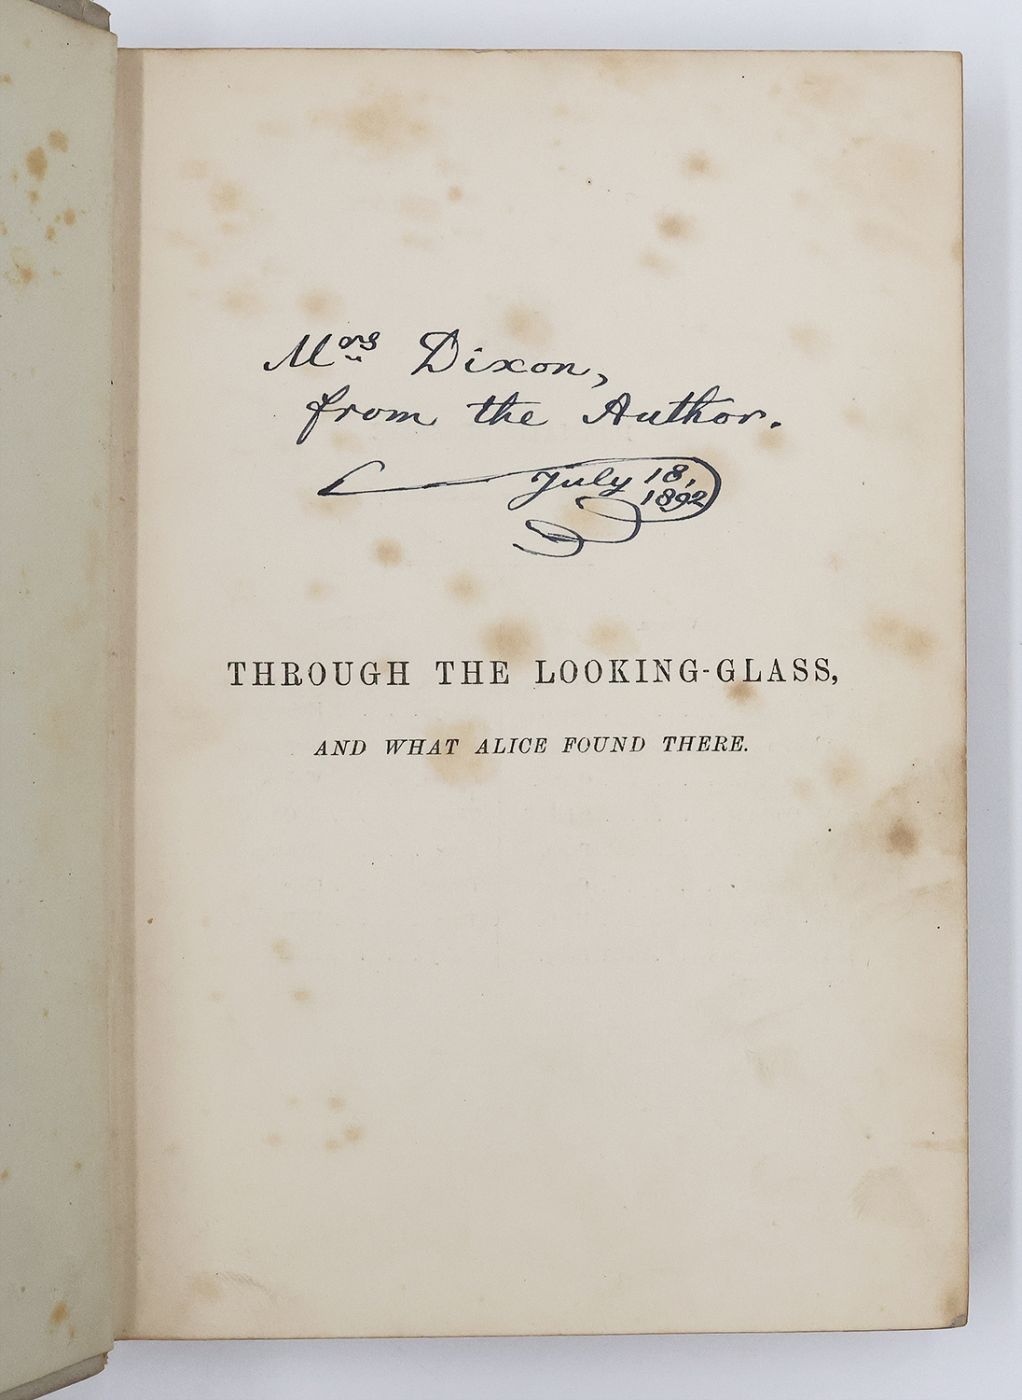 Mrs Dixon,
from the Author.
July 18,
1892
THROUGH THE LOOKING-GLASS,
AND WHAT ALICE FOUND THERE.